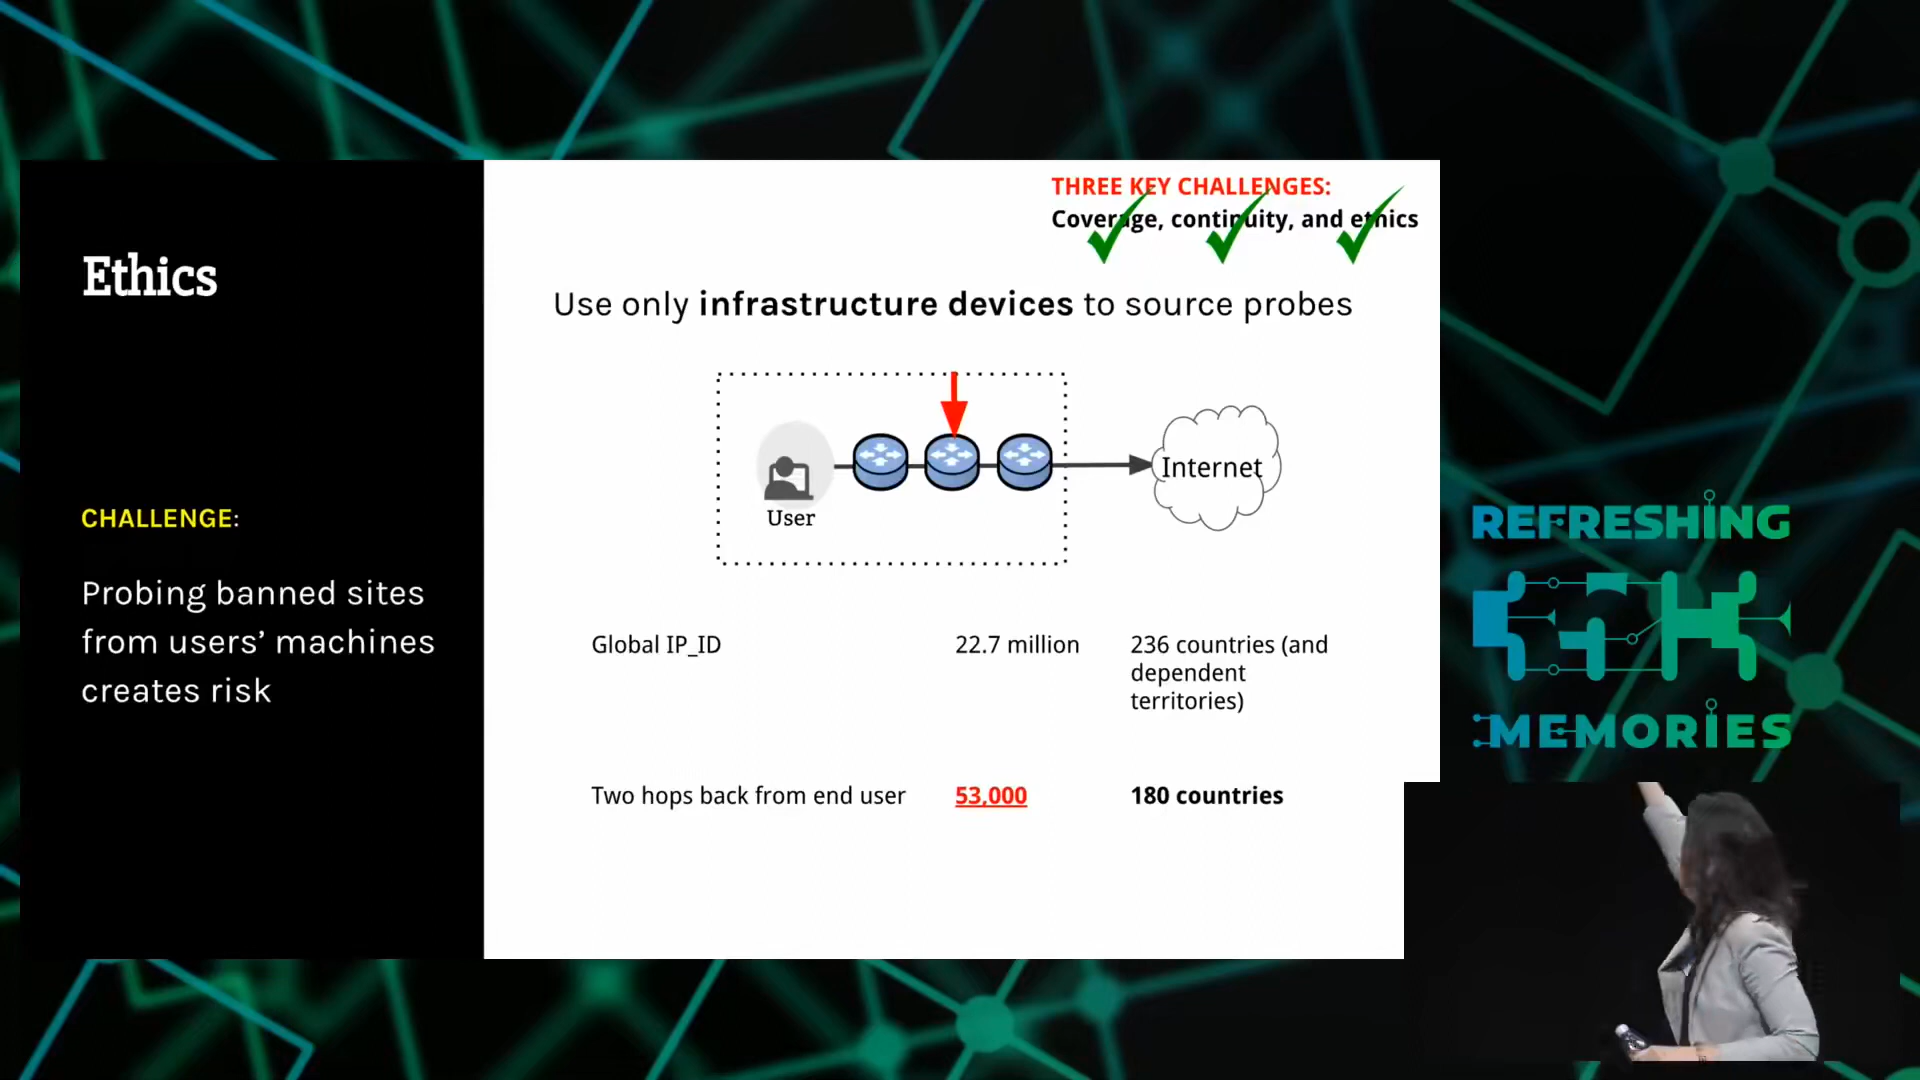 Ethics
CHALLENGE:
Probing banned sites
from users’ machines
creates risk
THREE KEY CHALLENGES:
Coverage, continuity, and ethics
Use only infrastructure devices to source probes
User
Internet
Global IP_ID 22.7 million 236 countries (and
dependent
territories)
Two hops back from end user 53,000 180 countries
REFRESHING
MEMORIES